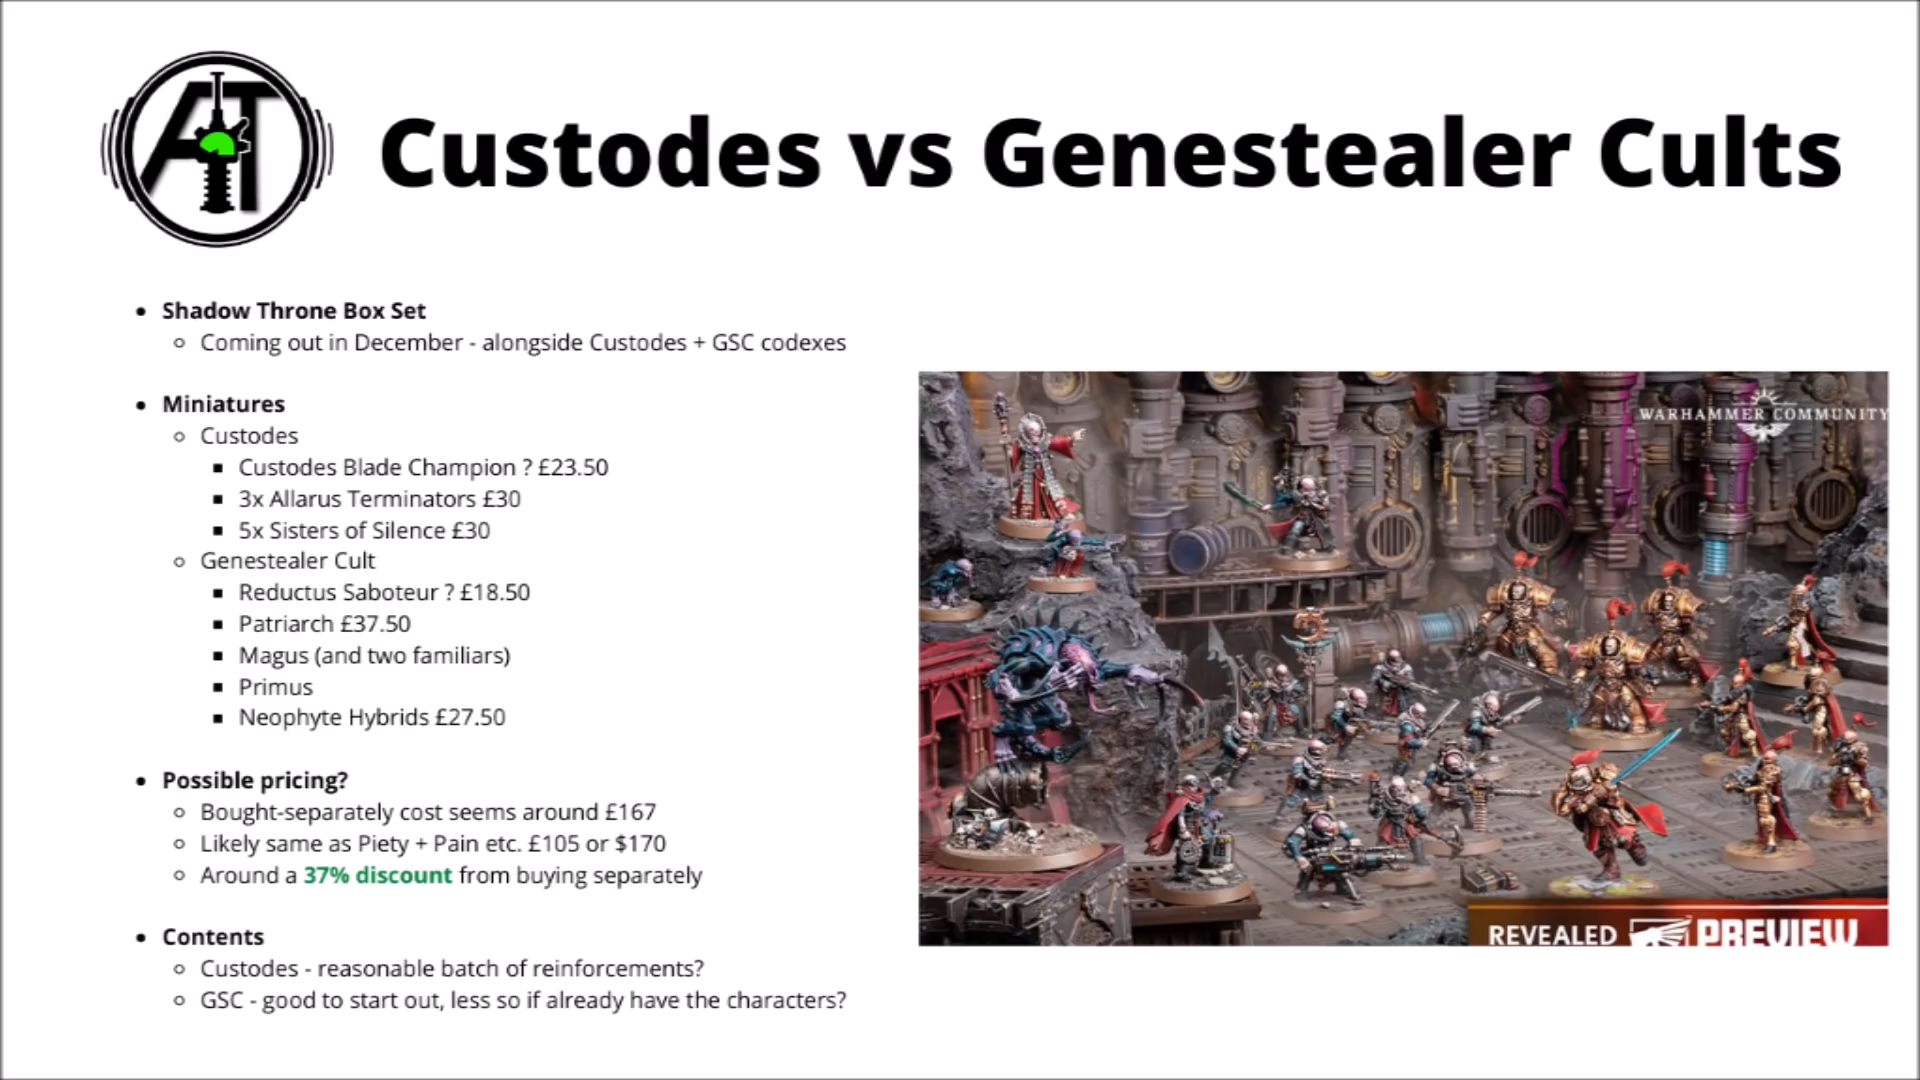 AT
Custodes vs Genestealer Cults
• Shadow Throne Box Set
○ Coming out in December - alongside Custodes + GSC codexes
• Miniatures
○ Custodes
▪ Custodes Blade Champion ? £23.50
▪ 3x Allarus Terminators £30
▪ 5x Sisters of Silence £30
○ Genestealer Cult
▪ Reductus Saboteur ? £18.50
▪ Patriarch £37.50
▪ Magus (and two familiars)
▪ Primus
▪ Neophyte Hybrids £27.50
• Possible pricing?
○ Bought-separately cost seems around £167
○ Likely same as Piety + Pain etc. £105 or $170
○ Around a 37% discount from buying separately
• Contents
○ Custodes - reasonable batch of reinforcements?
○ GSC - good to start out, less so if already have the characters?
WARHAMMER COMMUNITY
REVEALED PREVIEW